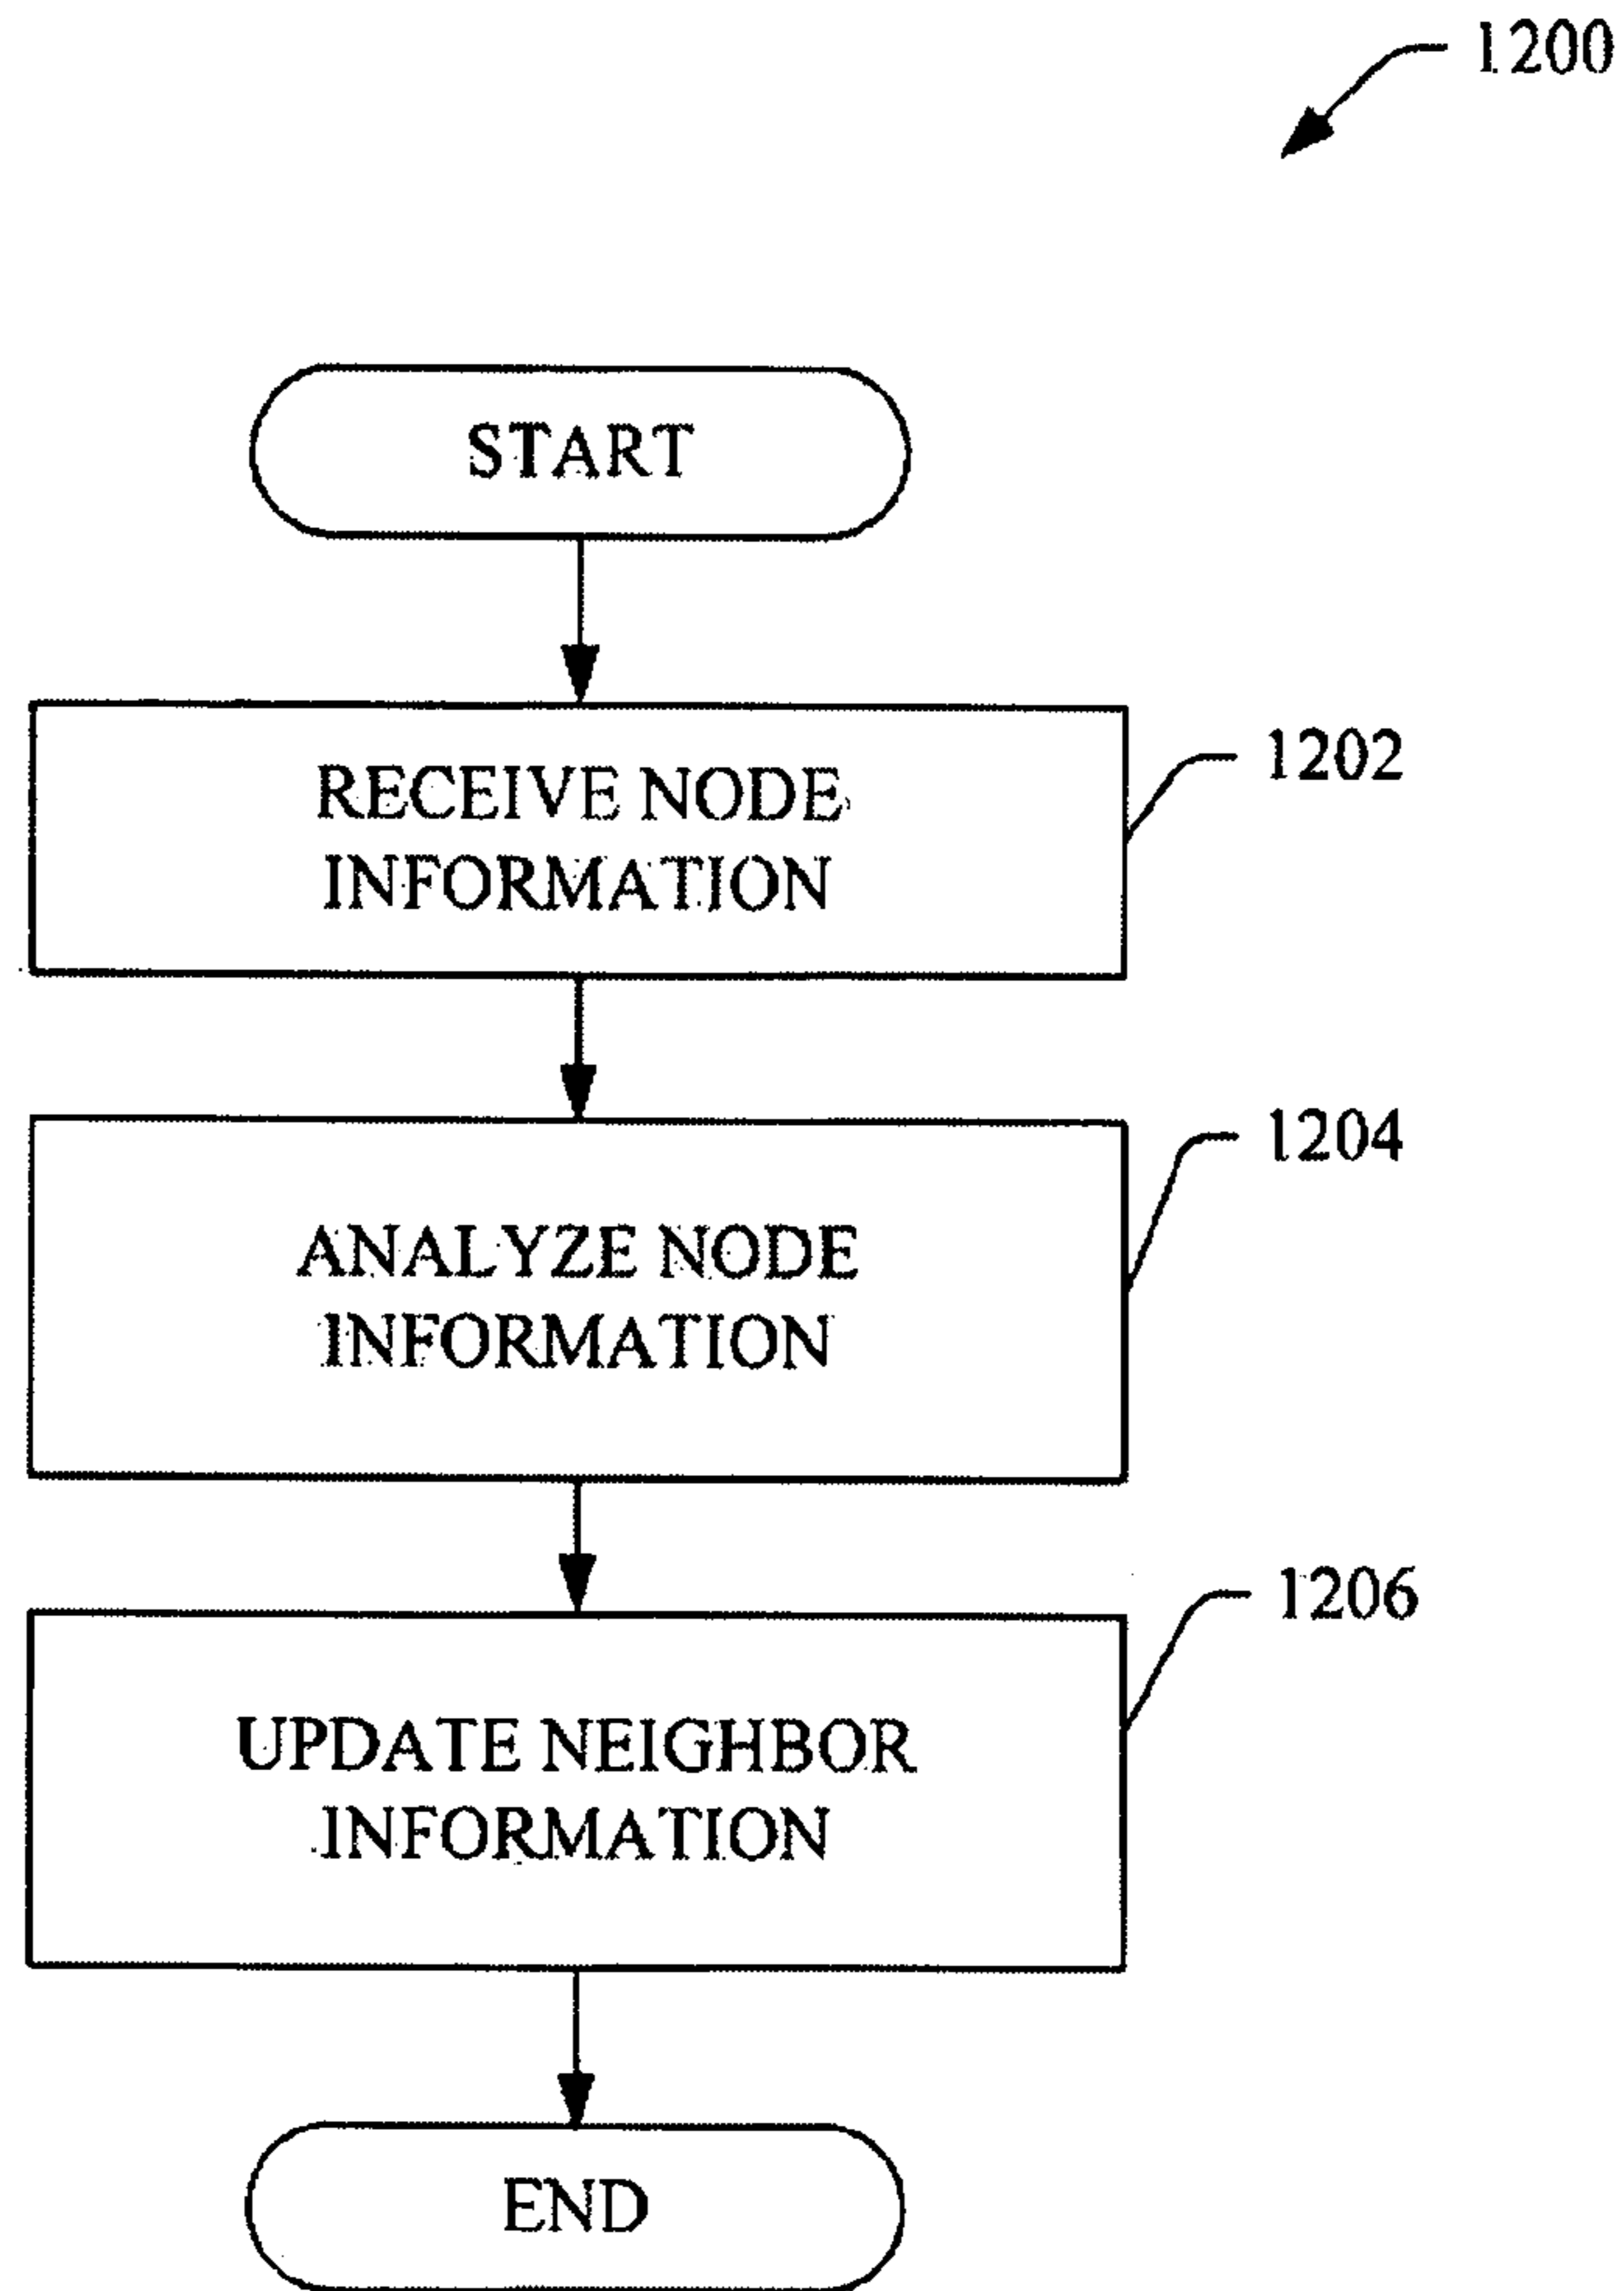 1200
START
RECEIVE NODE
INFORMATION
1202
ANALYZE NODE
INFORMATION
1204
UPDATE NEIGHBOR
INFORMATION
1206
END